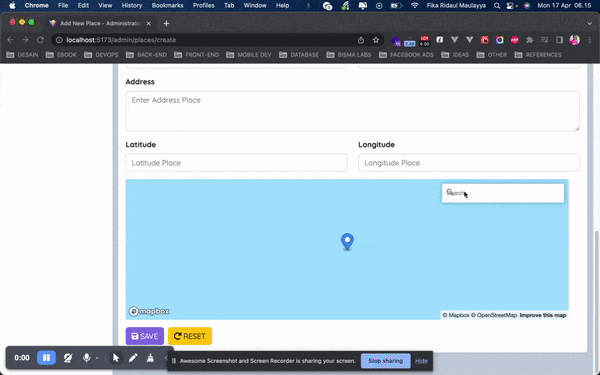 Chrome File Edit View History Bookmarks Profiles Tab Window Help Fika Ridaul Maulayya Mon 17 Apr 06.15
Add New Place - Administrato
localhost:5173/admin/places/create
DESAIN EBOOK DEVOPS BACK-END FRONT-END MOBILE DEV DATABASE BISMA LABS FACEBOOK ADS IDEAS OTHER REFERENCES
Address
Enter Address Place
Latitude Longitude
Latitude Place Longitude Place
Search
mapbox
© Mapbox © OpenStreetMap Improve this map
SAVE RESET
0:00
Awesome Screenshot and Screen Recorder is sharing your screen. Stop sharing Hide